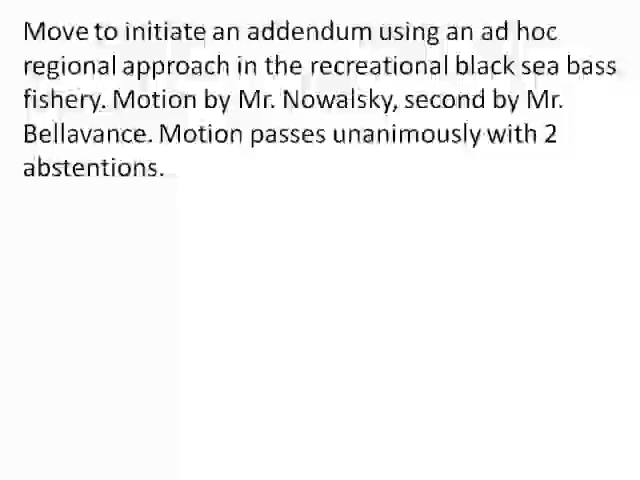 Move to initiate an addendum using an ad hoc
regional approach in the recreational black sea bass
fishery. Motion by Mr. Nowalsky, second by Mr.
Bellavance. Motion passes unanimously with 2
abstentions.